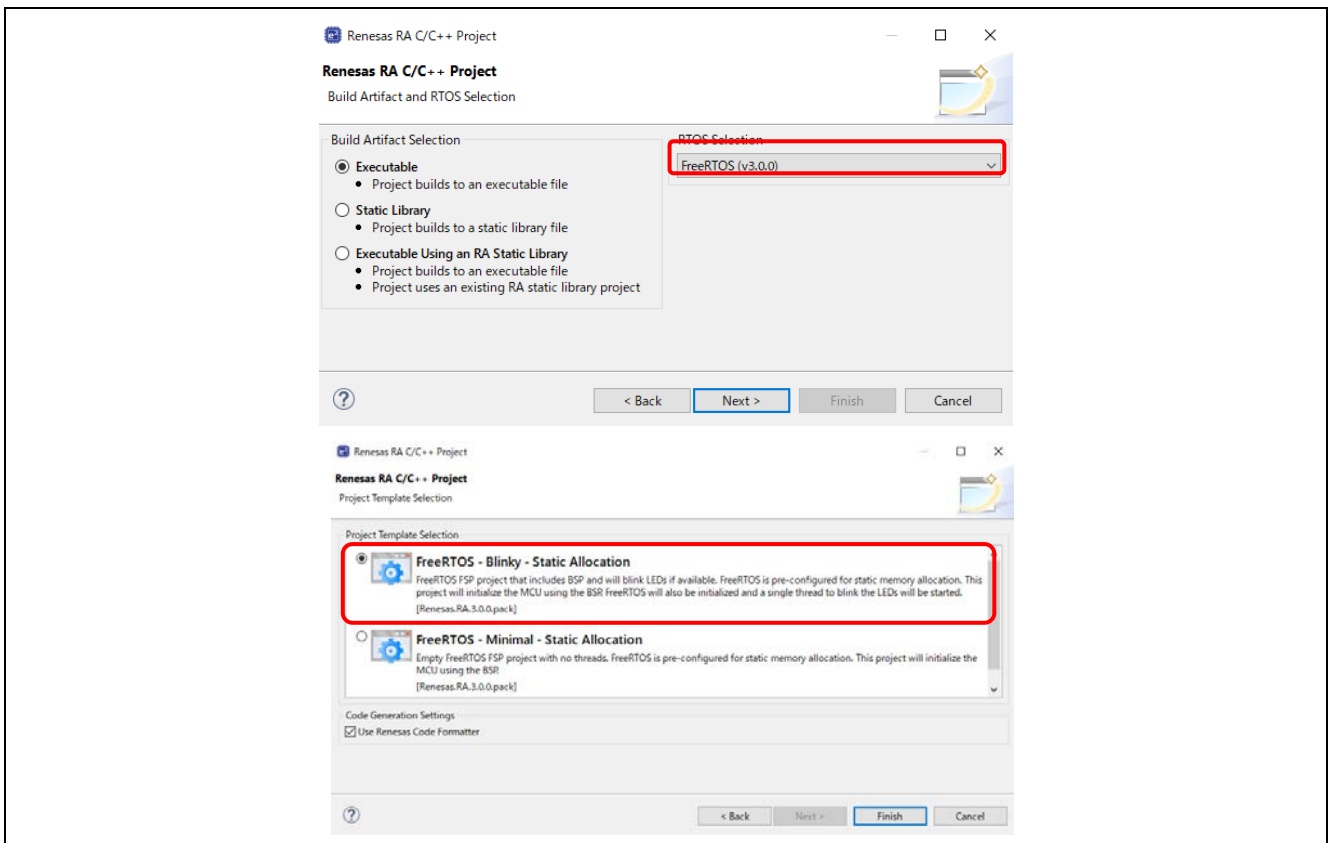 Renesas RA C/C++ Project
Renesas RA C/C++ Project
Build Artifact and RTOS Selection
Build Artifact Selection
Executable
• Project builds to an executable file
Static Library
• Project builds to a static library file
Executable Using an RA Static Library
• Project builds to an executable file
• Project uses an existing RA static library project
RTOS Selection
FreeRTOS (v3.0.0)
< Back
Next >
Finish
Cancel
Renesas RA C/C++ Project
Renesas RA C/C++ Project
Project Template Selection
Project Template Selection
FreeRTOS - Blinky - Static Allocation
FreeRTOS FSP project that includes BSP and will blink LEDs if available. FreeRTOS is pre-configured for static memory allocation. This
project will initialize the MCU using the BSP. FreeRTOS will also be initialized and a single thread to blink the LEDs will be started.
[Renesas.RA.3.0.0.pack]
FreeRTOS - Minimal - Static Allocation
Empty FreeRTOS FSP project with no threads. FreeRTOS is pre-configured for static memory allocation. This project will initialize the
MCU using the BSP.
[Renesas.RA.3.0.0.pack]
Code Generation Settings
Use Renesas Code Formatter
< Back
Next >
Finish
Cancel